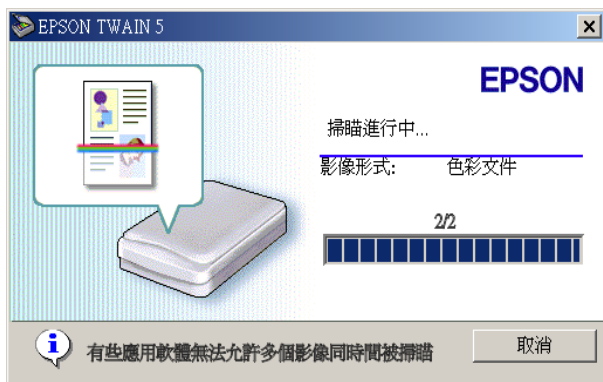 EPSON TWAIN 5
EPSON
掃瞄進行中...
影像形式: 色彩文件
2/2
有些應用軟體無法允許多個影像同時間被掃瞄
取消